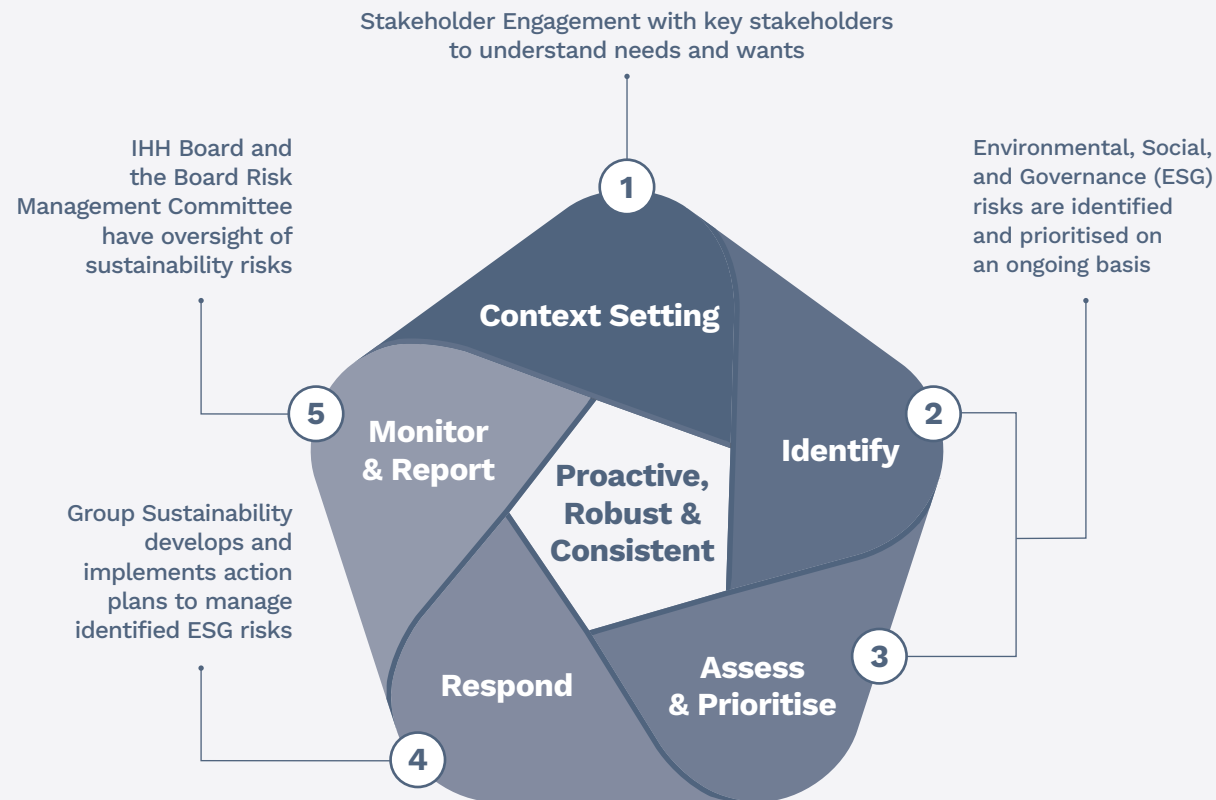 Stakeholder Engagement with key stakeholders
to understand needs and wants
1
Context Setting
Environmental, Social,
and Governance (ESG)
risks are identified
and prioritised on
an ongoing basis
2
Identify
3
Assess
& Prioritise
Group Sustainability
develops and
implements action
plans to manage
identified ESG risks
4
Respond
IHH Board and
the Board Risk
Management Committee
have oversight of
sustainability risks
5
Monitor
& Report
Proactive,
Robust &
Consistent